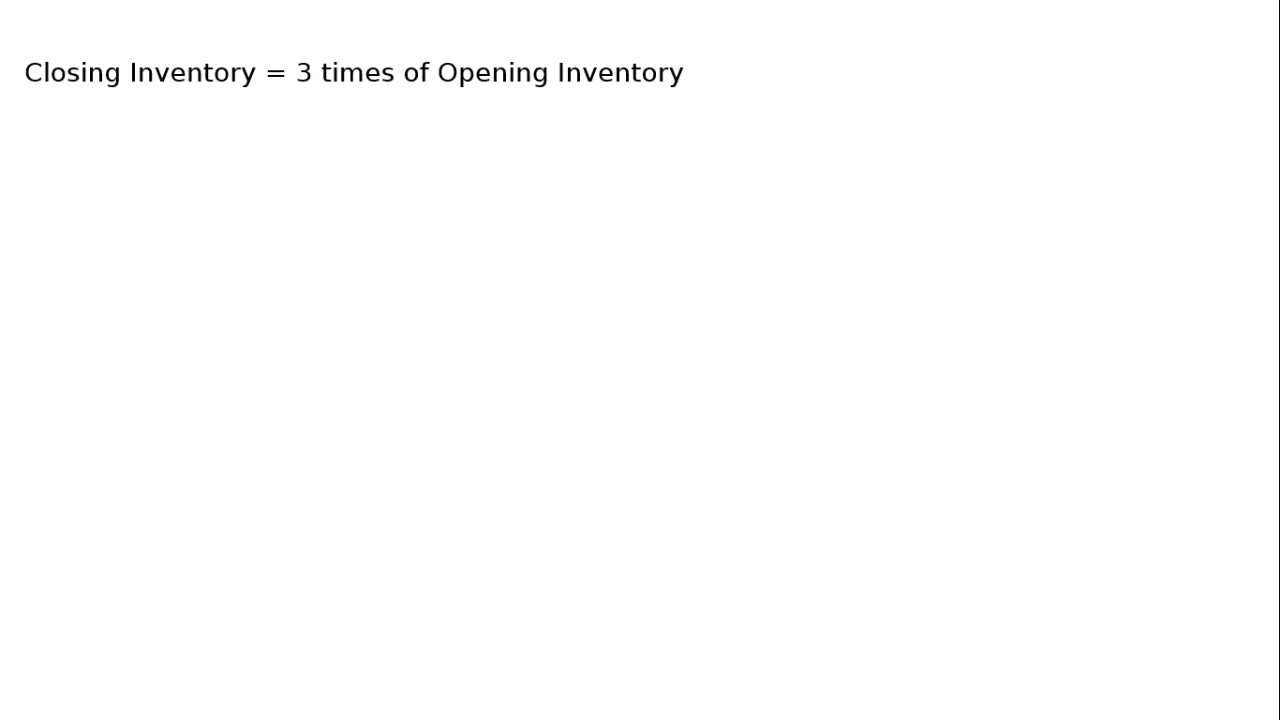 Closing Inventory = 3 times of Opening Inventory